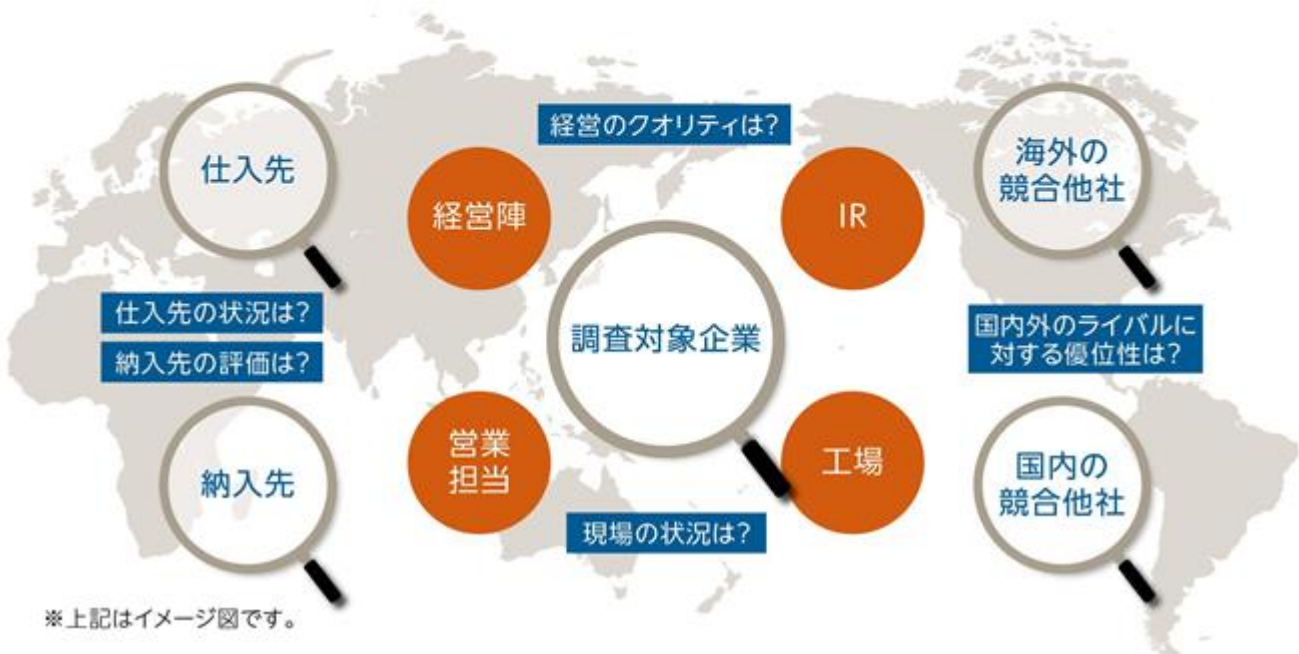 経営のクオリティは?
仕入先
経営陣
IR
海外の
競合他社
調査対象企業
仕入先の状況は?
納入先の評価は?
国内外のライバルに
対する優位性は?
営業
担当
工場
納入先
国内の
競合他社
現場の状況は?
※上記はイメージ図です。